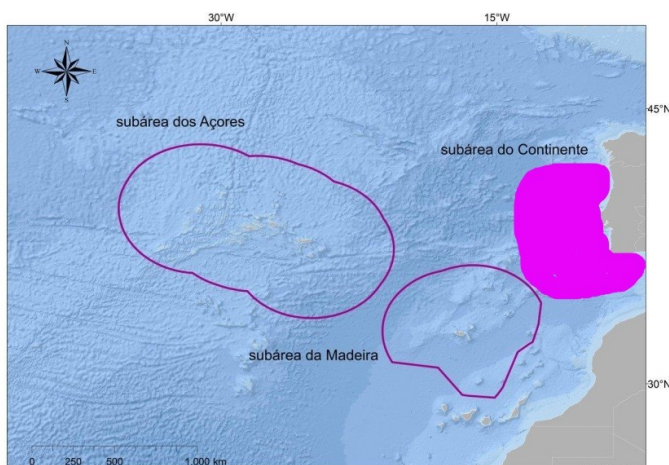 30°W
15°W
N
W
E
S
45°N
subárea dos Açores
subárea do Continente
subárea da Madeira
30°N
0 250 500 1.000 km